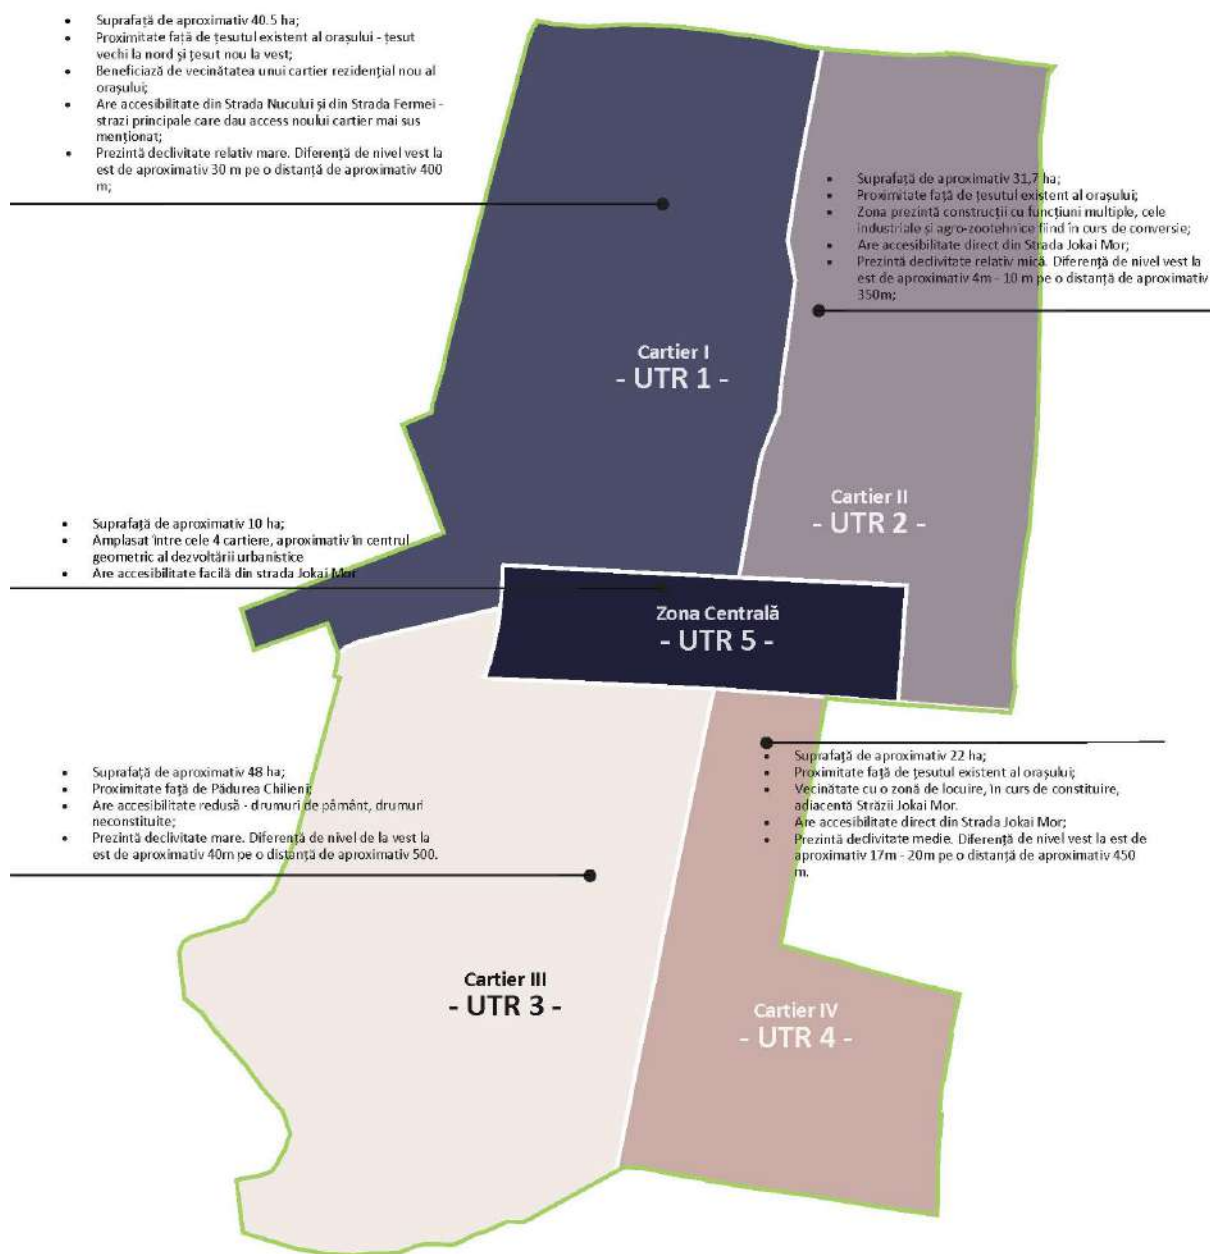 • Suprafață de aproximativ 40.5 ha;
• Proximitate față de țesutul existent al orașului - țesut
vechi la nord și țesut nou la vest;
• Beneficiază de vecinătatea unui cartier rezidențial nou al
orașului;
• Are accesibilitate din Strada Nucului și din Strada Fermei -
strazi principale care dau access noului cartier mai sus
menționat;
• Prezintă declivitate relativ mare. Diferență de nivel vest la
est de aproximativ 30 m pe o distanță de aproximativ 400
m;
• Suprafață de aproximativ 31,7 ha;
• Proximitate față de țesutul existent al orașului;
• Zona prezintă construcții cu funcțiuni multiple, cele
industriale și agro-zootehnice fiind în curs de conversie;
• Are accesibilitate direct din Strada Jokai Mor;
• Prezintă declivitate relativ mică. Diferență de nivel vest la
est de aproximativ 4m - 10 m pe o distanță de aproximativ
350m;
Cartier I
- UTR 1 -
Cartier II
- UTR 2 -
• Suprafață de aproximativ 10 ha;
• Amplasat între cele 4 cartiere, aproximativ în centrul
geometric al dezvoltării urbanistice
• Are accesibilitate facilă din strada Jokai Mor
Zona Centrală
- UTR 5 -
• Suprafață de aproximativ 48 ha;
• Proximitate față de Pădurea Chilieni;
• Are accesibilitate redusă - drumuri de pământ, drumuri
neconstituite;
• Prezintă declivitate mare. Diferență de nivel de la vest la
est de aproximativ 40m pe o distanță de aproximativ 500.
• Suprafață de aproximativ 22 ha;
• Proximitate față de țesutul existent al orașului;
• Vecinătate cu o zonă de locuire, în curs de constituire,
adiacentă Străzii Jokai Mor.
• Are accesibilitate direct din Strada Jokai Mor;
• Prezintă declivitate medie. Diferență de nivel vest la est de
aproximativ 17m - 20m pe o distanță de aproximativ 450
m.
Cartier III
- UTR 3 -
Cartier IV
- UTR 4 -